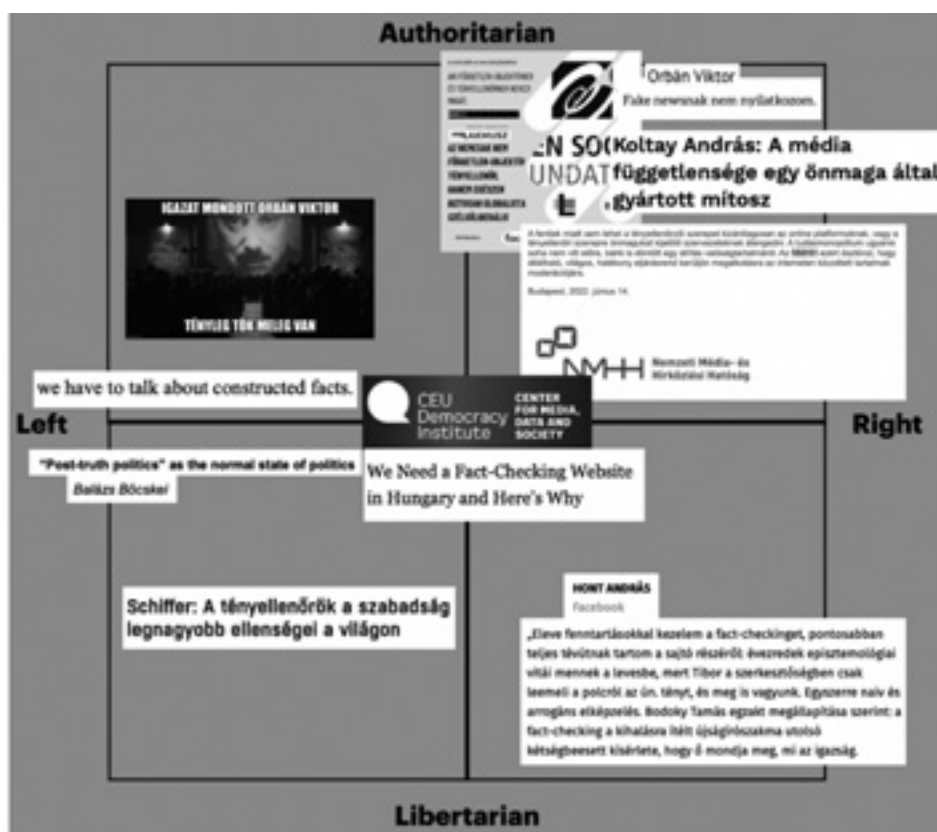 Authoritarian
Orbán Viktor
Fake newsnak nem nyilatkozom.
EN SO
UNDAT
Koltay András: A média
függetlensége egy önmaga által
gyártott mítosz
IGAZAT MONDOTT ORBÁN VIKTOR
TÉNYLEG TÖK MELEG VAN
Budapest, 2022. június 14.
NMHH Nemzeti Média- és
Hírközlési Hatóság
we have to talk about constructed facts.
CEU
Democracy
Institute
CENTER
FOR MEDIA,
DATA AND
SOCIETY
Left
Right
"Post-truth politics" as the normal state of politics
Balázs Böcskei
We Need a Fact-Checking Website
in Hungary and Here's Why
Schiffer: A tényellenőrök a szabadság
legnagyobb ellenségei a világon
HONT ANDRÁS
Facebook
„Eleve fenntartásokkal kezelem a fact-checkinget, pontosabban
teljes tévútnak tartom a sajtó részéről: évezredek episztemológiai
vitái mennek a levesbe, mert Tibor a szerkesztőségben csak
leemeli a polcról az ún. tényt, és meg is vagyunk. Egyszerre naiv és
arrogáns elképzelés. Bodoky Tamás egzakt megállapítása szerint: a
fact-checking a kihalásra ítélt újságírószakma utolsó
kétségbeesett kísérlete, hogy ő mondja meg, mi az igazság.
Libertarian